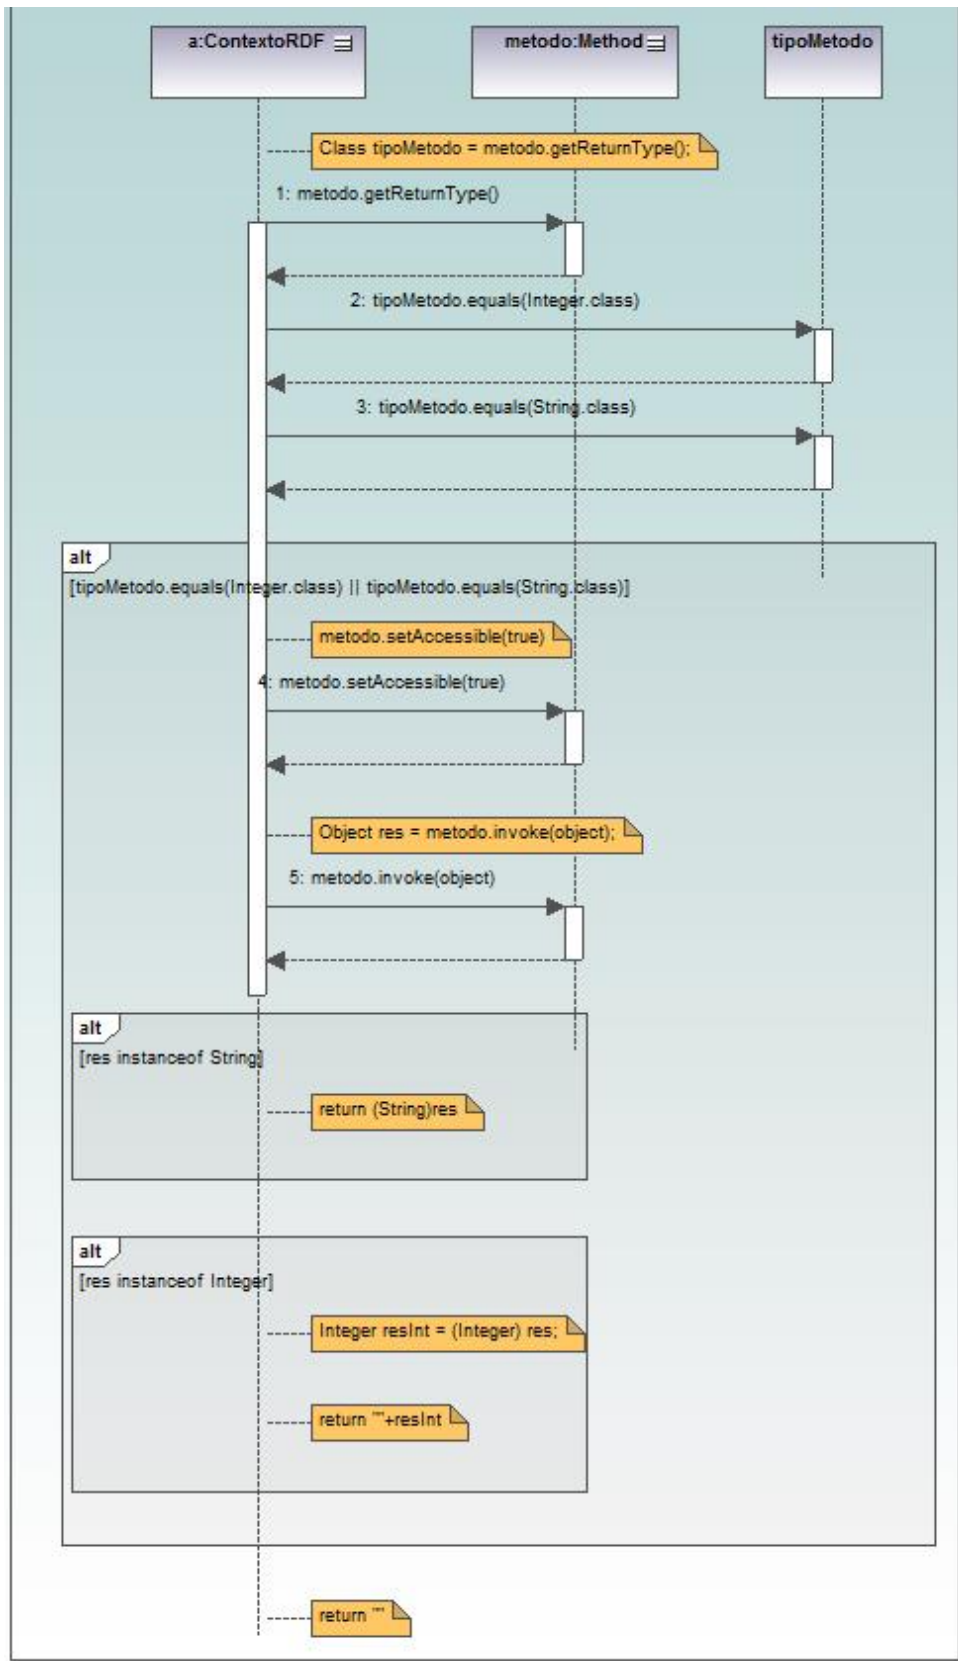 a:ContextoRDF
metodo:Method
tipoMetodo
Class tipoMetodo = metodo.getReturnType();
1: metodo.getReturnType()
2: tipoMetodo.equals(Integer.class)
3: tipoMetodo.equals(String.class)
alt
[tipoMetodo.equals(Integer.class) || tipoMetodo.equals(String.class)]
metodo.setAccessible(true)
4: metodo.setAccessible(true)
Object res = metodo.invoke(object);
5: metodo.invoke(object)
alt
[res instanceof String]
return (String)res
alt
[res instanceof Integer]
Integer resInt = (Integer) res;
return ""+resInt
return ""